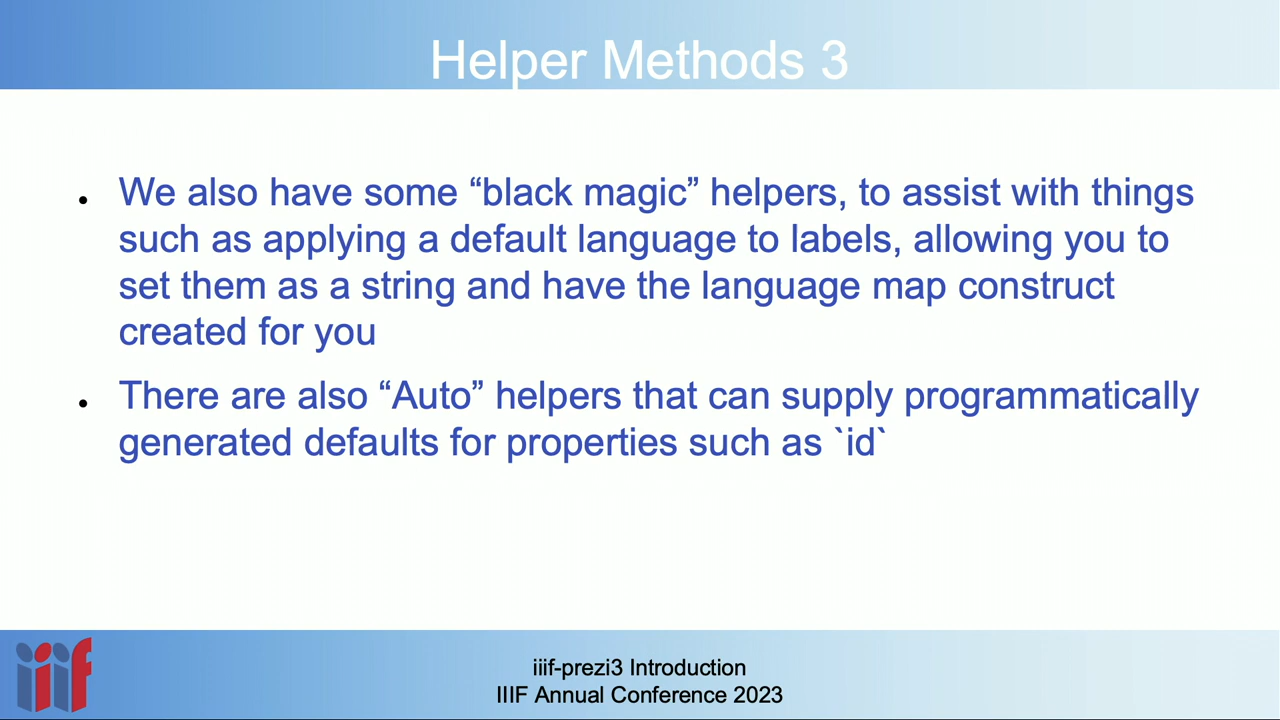 Helper Methods 3
• We also have some “black magic” helpers, to assist with things
such as applying a default language to labels, allowing you to
set them as a string and have the language map construct
created for you
• There are also “Auto” helpers that can supply programmatically
generated defaults for properties such as `id`
iiif
iiif-prezi3 Introduction
IIIF Annual Conference 2023